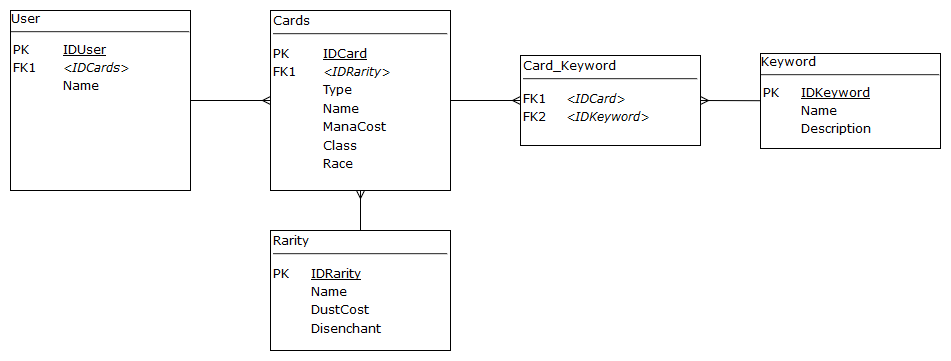 User
PK IDUser
FK1 <IDCards>
Name
Cards
PK IDCard
FK1 <IDRarity>
Type
Name
ManaCost
Class
Race
Card_Keyword
FK1 <IDCard>
FK2 <IDKeyword>
Keyword
PK IDKeyword
Name
Description
Rarity
PK IDRarity
Name
DustCost
Disenchant